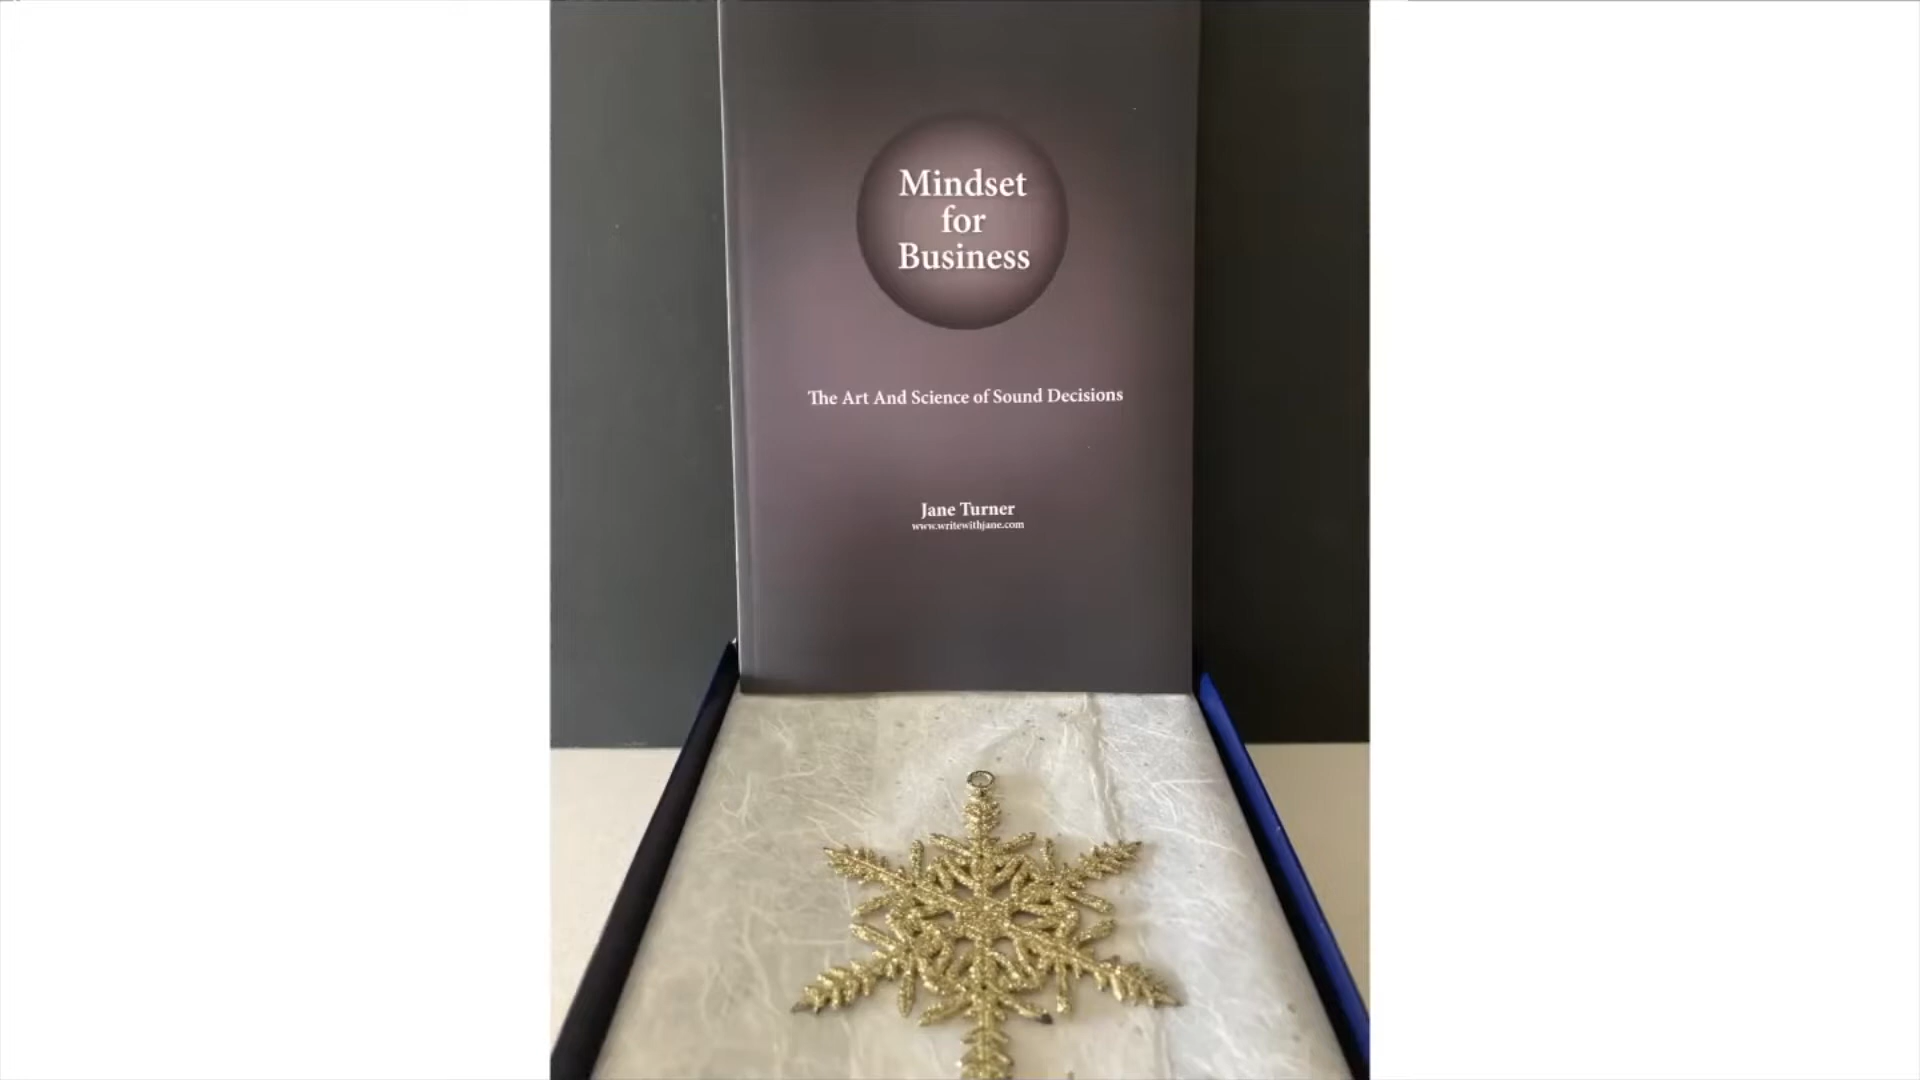 Mindset
for
Business
The Art And Science of Sound Decisions
Jane Turner
www.writewithjane.com